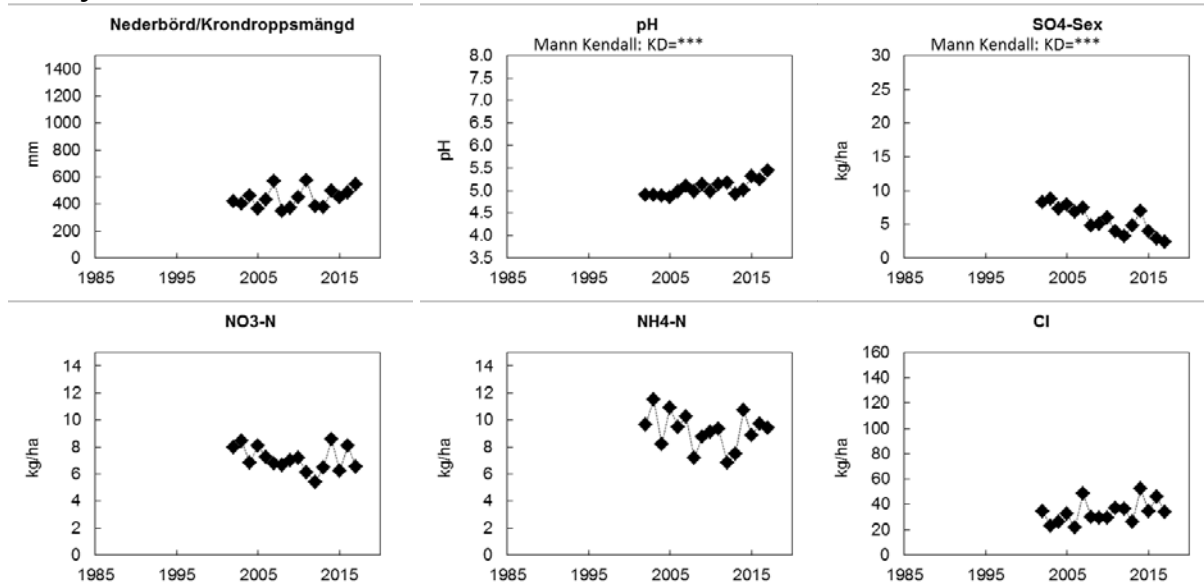 Nederbörd/Krondroppsmängd
mm
1400
1200
1000
800
600
400
200
0
1985 1995 2005 2015
pH
Mann Kendall: KD=***
pH
8.0
7.5
7.0
6.5
6.0
5.5
5.0
4.5
4.0
3.5
1985 1995 2005 2015
SO4-Sex
Mann Kendall: KD=***
kg/ha
30
25
20
15
10
5
0
1985 1995 2005 2015
NO3-N
kg/ha
14
12
10
8
6
4
2
0
1985 1995 2005 2015
NH4-N
kg/ha
14
12
10
8
6
4
2
0
1985 1995 2005 2015
Cl
kg/ha
160
140
120
100
80
60
40
20
0
1985 1995 2005 2015